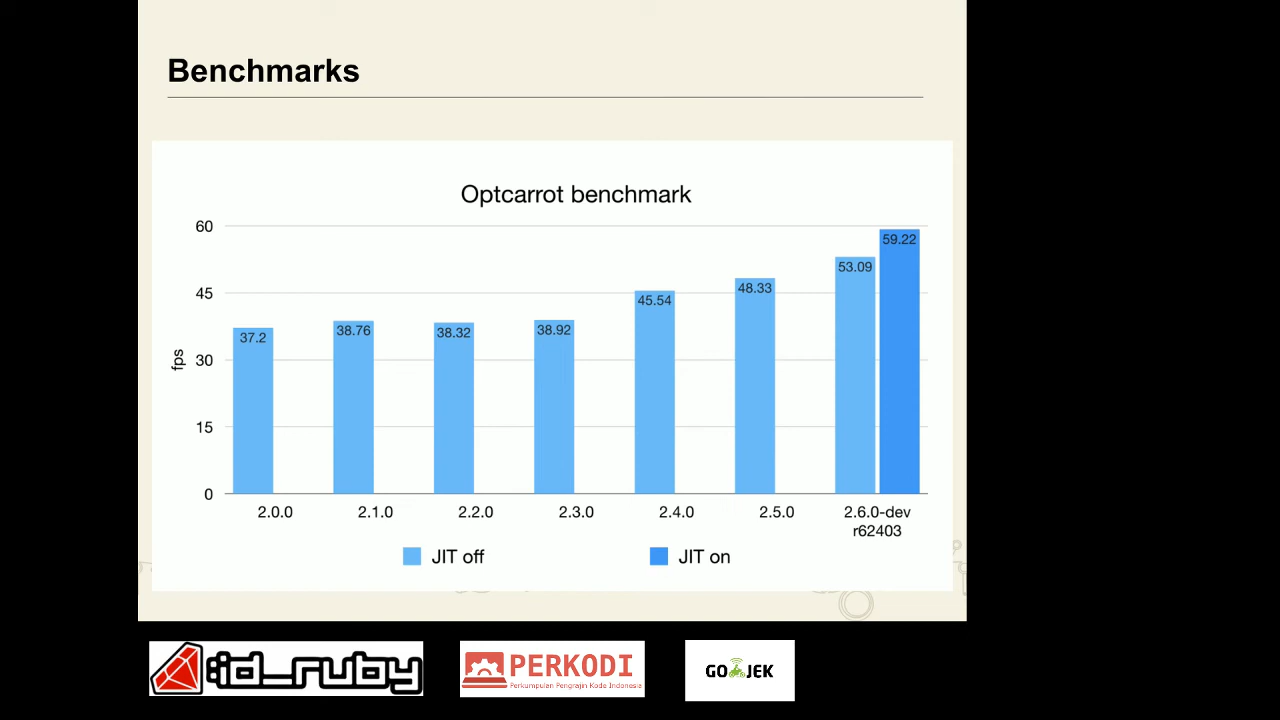 Benchmarks
Optcarrot benchmark
60
45
30
15
0
fps
37.2
38.76
38.32
38.92
45.54
48.33
53.09
59.22
2.0.0
2.1.0
2.2.0
2.3.0
2.4.0
2.5.0
2.6.0-dev
r62403
JIT off
JIT on
:id_ruby
PERKODI
Perkumpulan Pengrajin Kode Indonesia
GO JEK